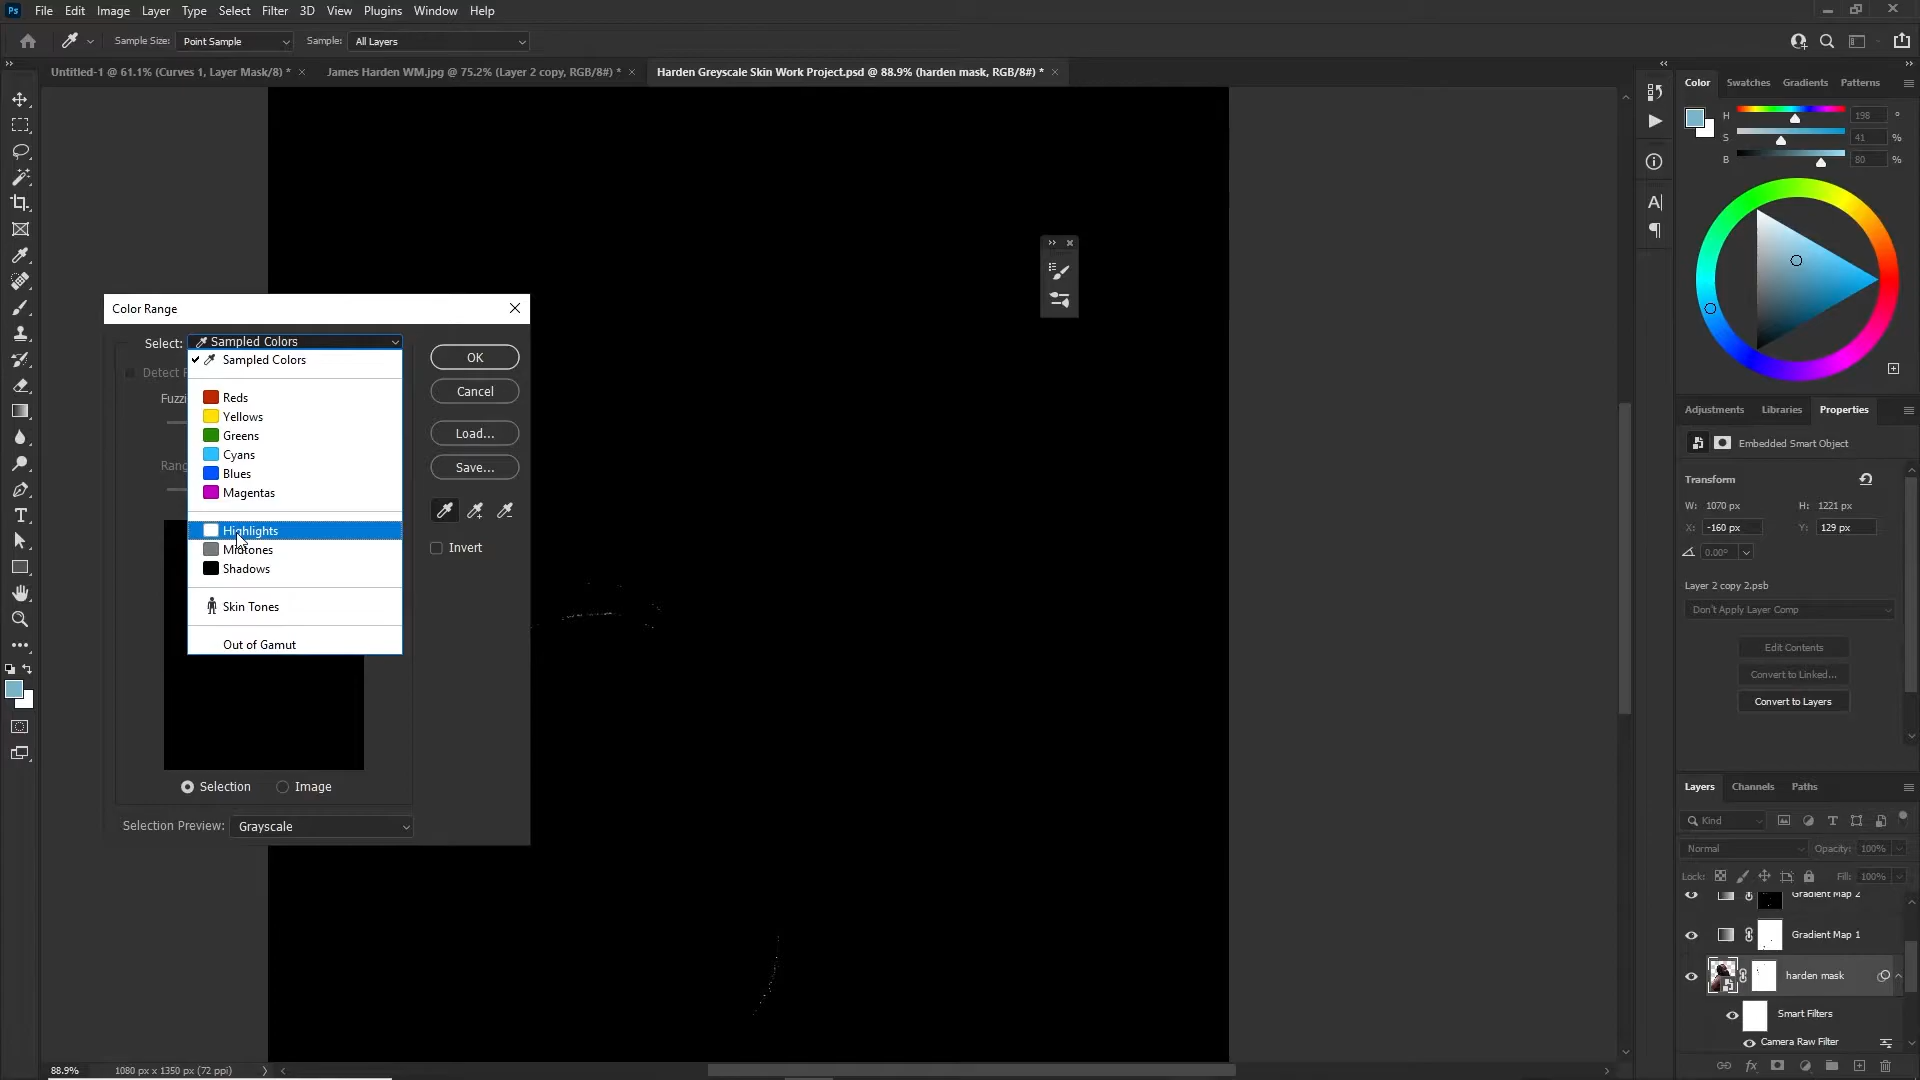 Ps File Edit Image Layer Type Select Filter 3D View Plugins Window Help
Sample Size: Point Sample Sample: All Layers
Untitled-1 @ 61.1% (Curves 1, Layer Mask/8) * × James Harden WM.jpg @ 75.2% (Layer 2 copy, RGB/8#) * × Harden Greyscale Skin Work Project.psd @ 88.9% (harden mask, RGB/8#) * ×
Color Range
Select: Sampled Colors
Sampled Colors
Detect
Fuzzi
Reds
Yellows
Greens
Cyans
Rang
Blues
Magentas
Highlights
Midtones
Shadows
Skin Tones
Out of Gamut
OK
Cancel
Load...
Save...
Invert
Selection Image
Selection Preview: Grayscale
88.9% 1080 px x 1350 px (72 ppi)
Color Swatches Gradients Patterns
H 198 °
S 41 %
B 80 %
Adjustments Libraries Properties
Embedded Smart Object
Transform
W: 1070 px H: 1221 px
X: -160 px Y: 129 px
0.00°
Layer 2 copy 2.psb
Don't Apply Layer Comp
Edit Contents
Convert to Linked...
Convert to Layers
Layers Channels Paths
Kind
Normal Opacity: 100%
Lock: Fill: 100%
Gradient Map 2
Gradient Map 1
harden mask
Smart Filters
Camera Raw Filter